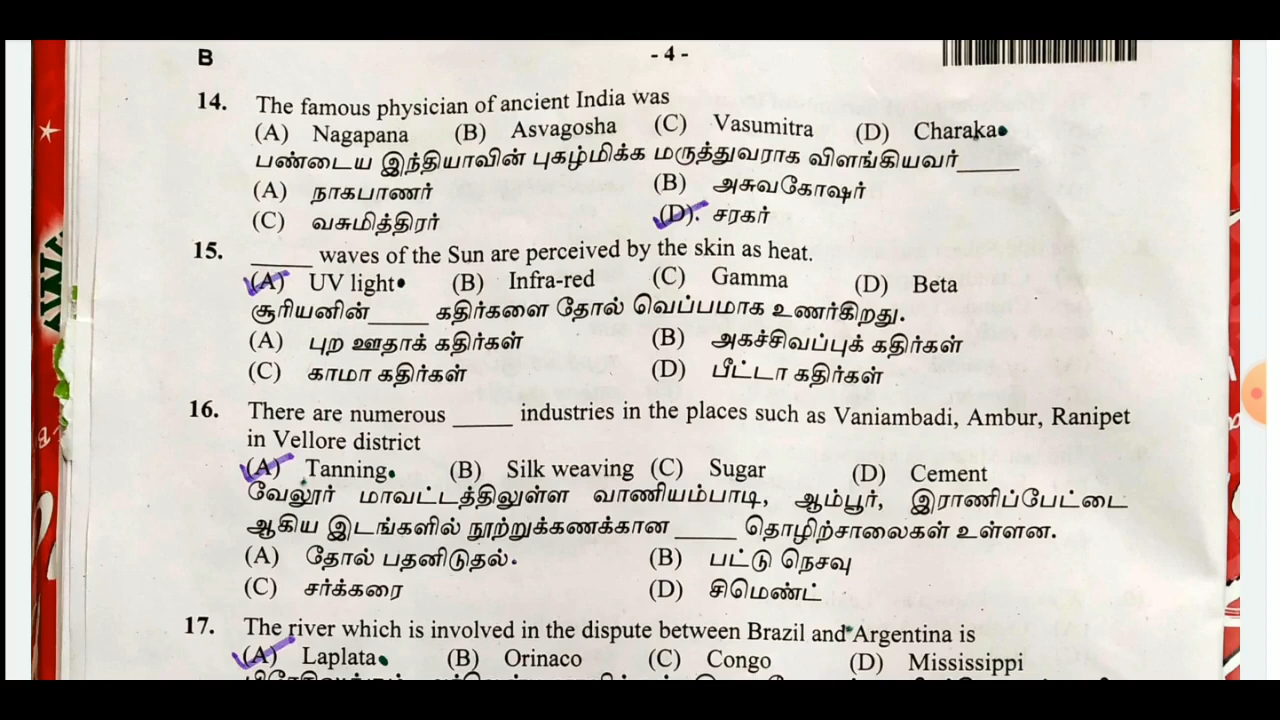 B
- 4 -
14. The famous physician of ancient India was
(A) Nagapana (B) Asvagosha (C) Vasumitra (D) Charaka
பண்டைய இந்தியாவின் புகழ்மிக்க மருத்துவராக விளங்கியவர்_____
(A) நாகபாணர் (B) அசுவகோஷர்
(C) வசுமித்திரர் (D). சரகர்
15. _____ waves of the Sun are perceived by the skin as heat.
(A) UV light (B) Infra-red (C) Gamma (D) Beta
சூரியனின்_____ கதிர்களை தோல் வெப்பமாக உணர்கிறது.
(A) புற ஊதாக் கதிர்கள் (B) அகச்சிவப்புக் கதிர்கள்
(C) காமா கதிர்கள் (D) பீட்டா கதிர்கள்
16. There are numerous _____ industries in the places such as Vaniambadi, Ambur, Ranipet
in Vellore district
(A) Tanning (B) Silk weaving (C) Sugar (D) Cement
வேலூர் மாவட்டத்திலுள்ள வாணியம்பாடி, ஆம்பூர், இராணிப்பேட்டை
ஆகிய இடங்களில் நூற்றுக்கணக்கான _____ தொழிற்சாலைகள் உள்ளன.
(A) தோல் பதனிடுதல். (B) பட்டு நெசவு
(C) சர்க்கரை (D) சிமெண்ட்
17. The river which is involved in the dispute between Brazil and Argentina is
(A) Laplata (B) Orinaco (C) Congo (D) Mississippi